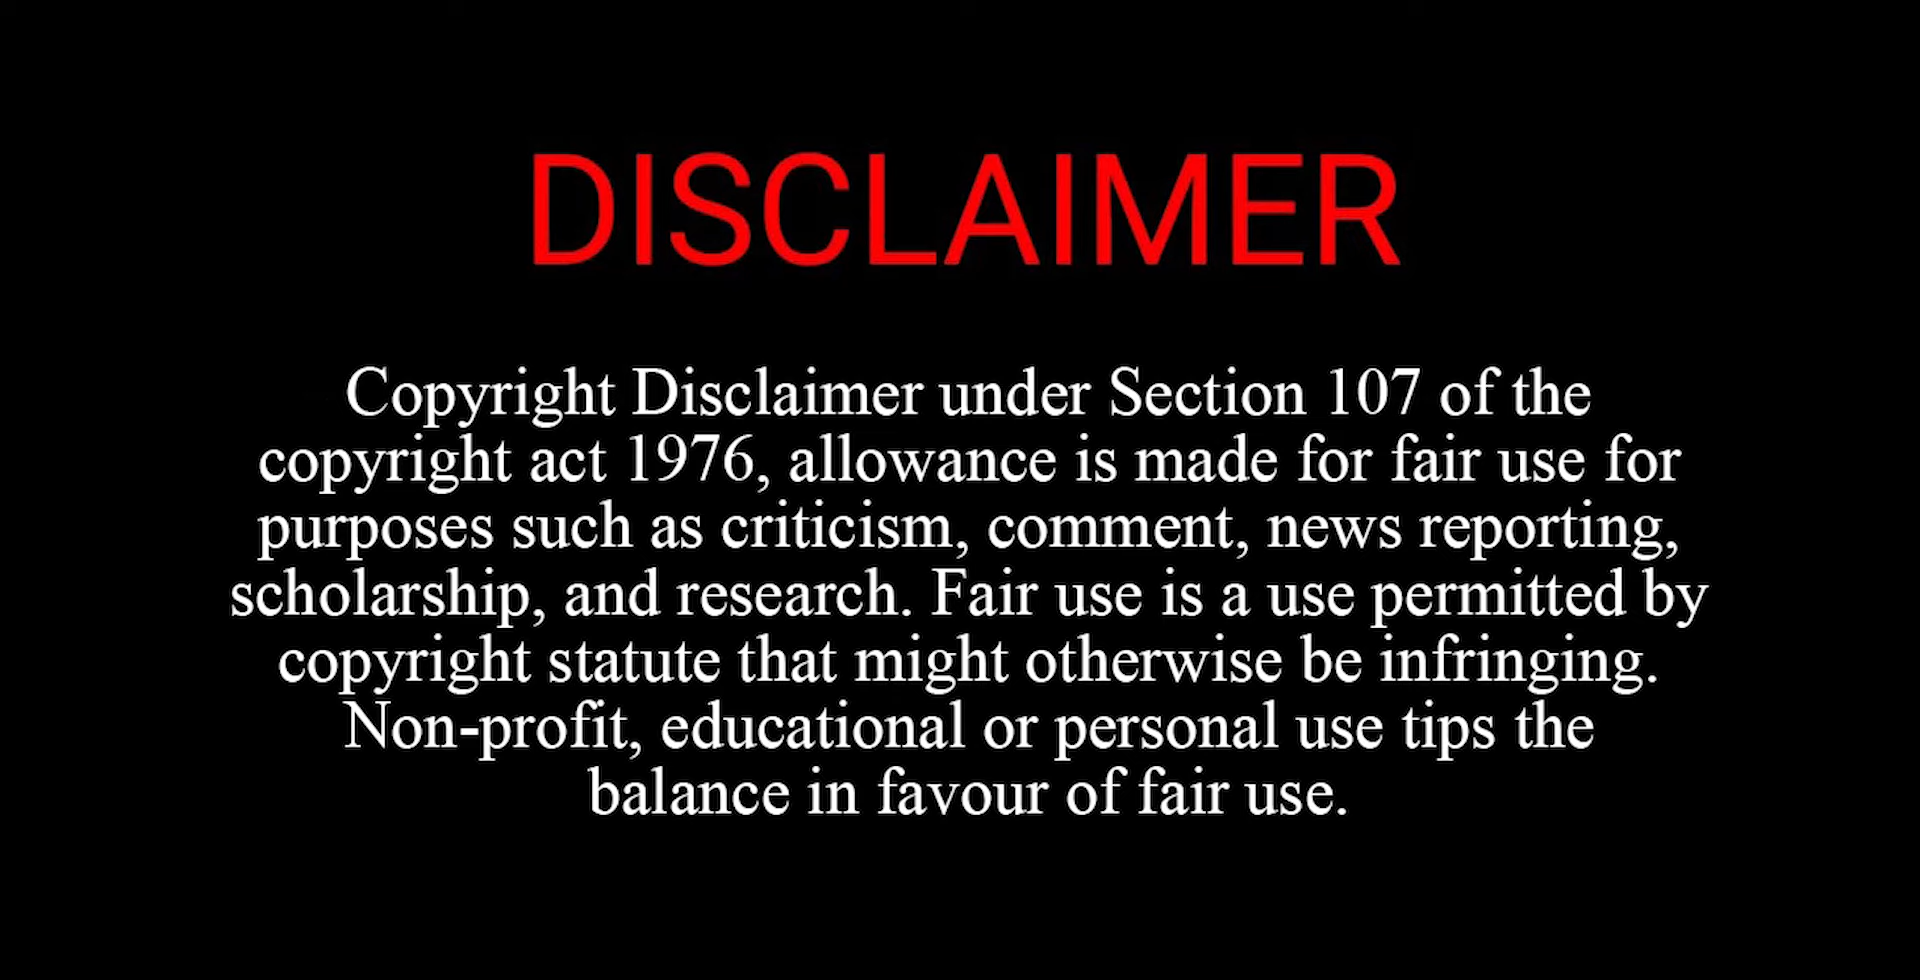 DISCLAIMER
Copyright Disclaimer under Section 107 of the
copyright act 1976, allowance is made for fair use for
purposes such as criticism, comment, news reporting,
scholarship, and research. Fair use is a use permitted by
copyright statute that might otherwise be infringing.
Non-profit, educational or personal use tips the
balance in favour of fair use.